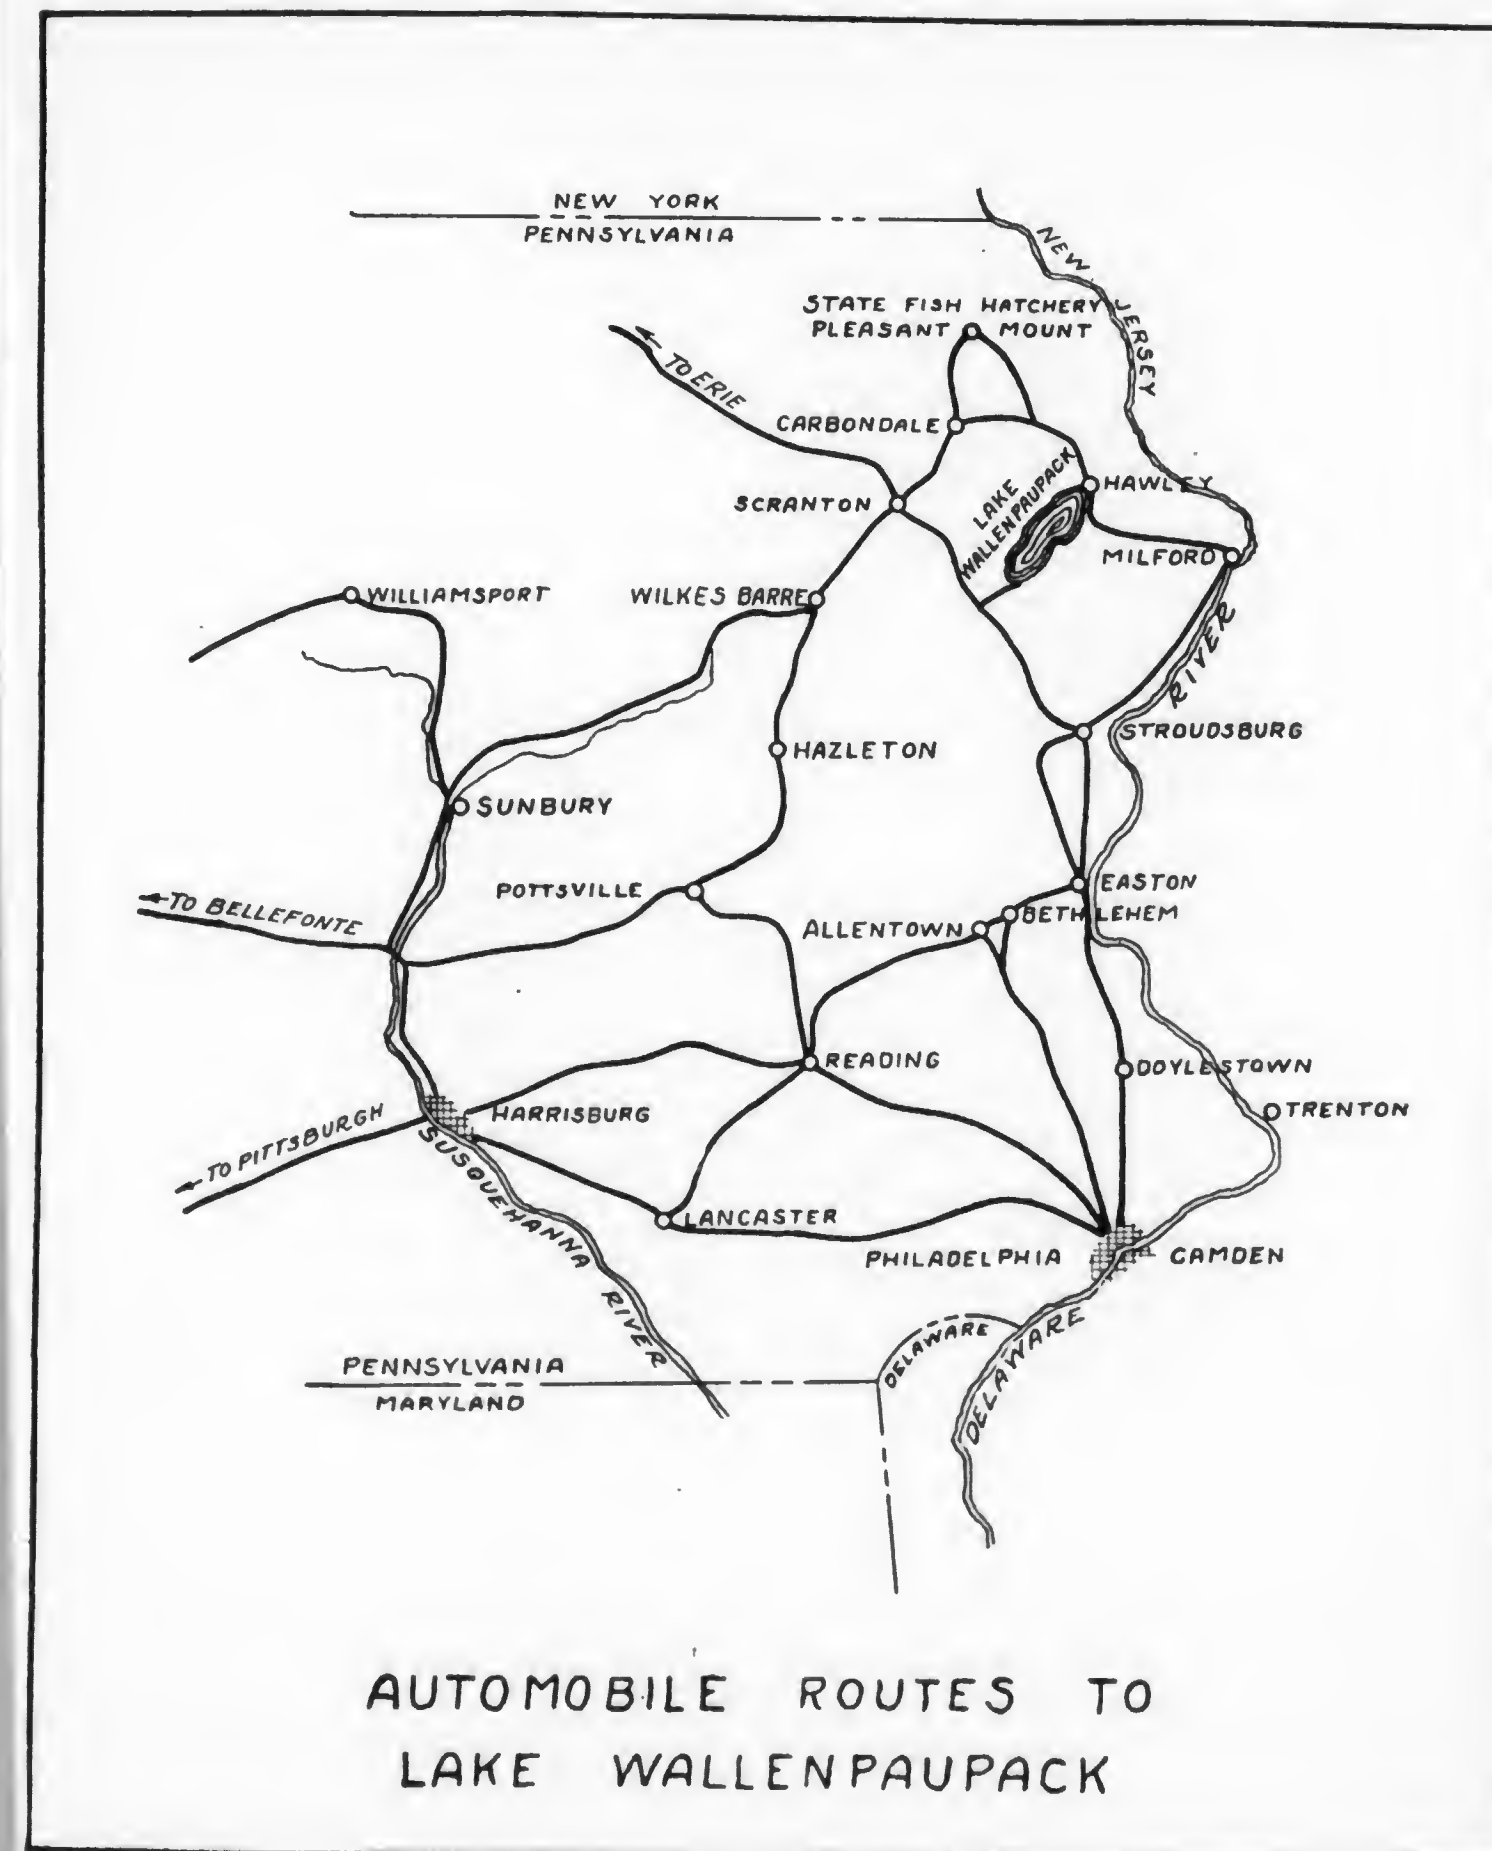 NEW YORK
PENNSYLVANIA
NEW JERSEY
STATE FISH HATCHERY
PLEASANT MOUNT
TO ERIE
CARBONDALE
SCRANTON
LAKE
WALLENPAUPACK
HAWLEY
MILFORD
WILLIAMSPORT
WILKES BARRE
RIVER
STROUDSBURG
HAZLETON
SUNBURY
POTTSVILLE
EASTON
TO BELLEFONTE
BETHLEHEM
ALLENTOWN
READING
DOYLESTOWN
HARRISBURG
TRENTON
TO PITTSBURGH
SUSQUEHANNA RIVER
LANCASTER
PHILADELPHIA
CAMDEN
DELAWARE
DELAWARE
PENNSYLVANIA
MARYLAND
AUTOMOBILE ROUTES TO
LAKE WALLENPAUPACK